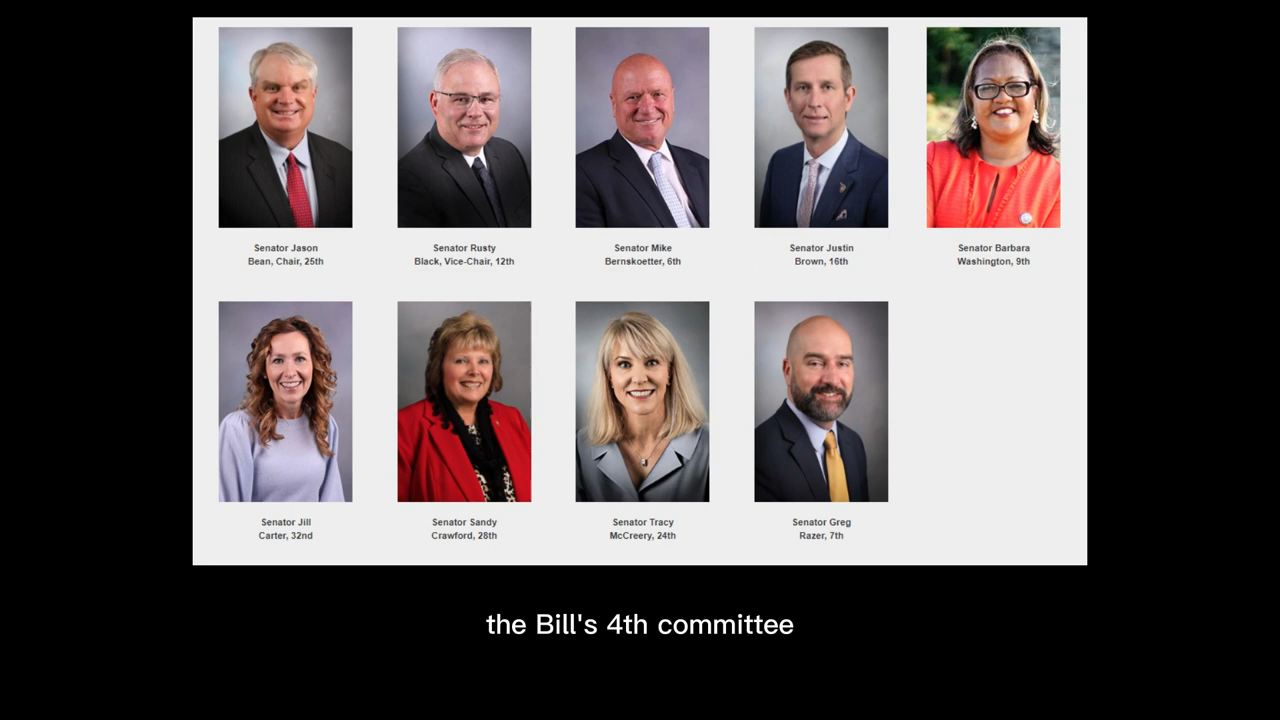 Senator Jason
Bean, Chair, 25th
Senator Rusty
Black, Vice-Chair, 12th
Senator Mike
Bernskoetter, 6th
Senator Justin
Brown, 16th
Senator Barbara
Washington, 9th
Senator Jill
Carter, 32nd
Senator Sandy
Crawford, 28th
Senator Tracy
McCreery, 24th
Senator Greg
Razer, 7th
the Bill's 4th committee